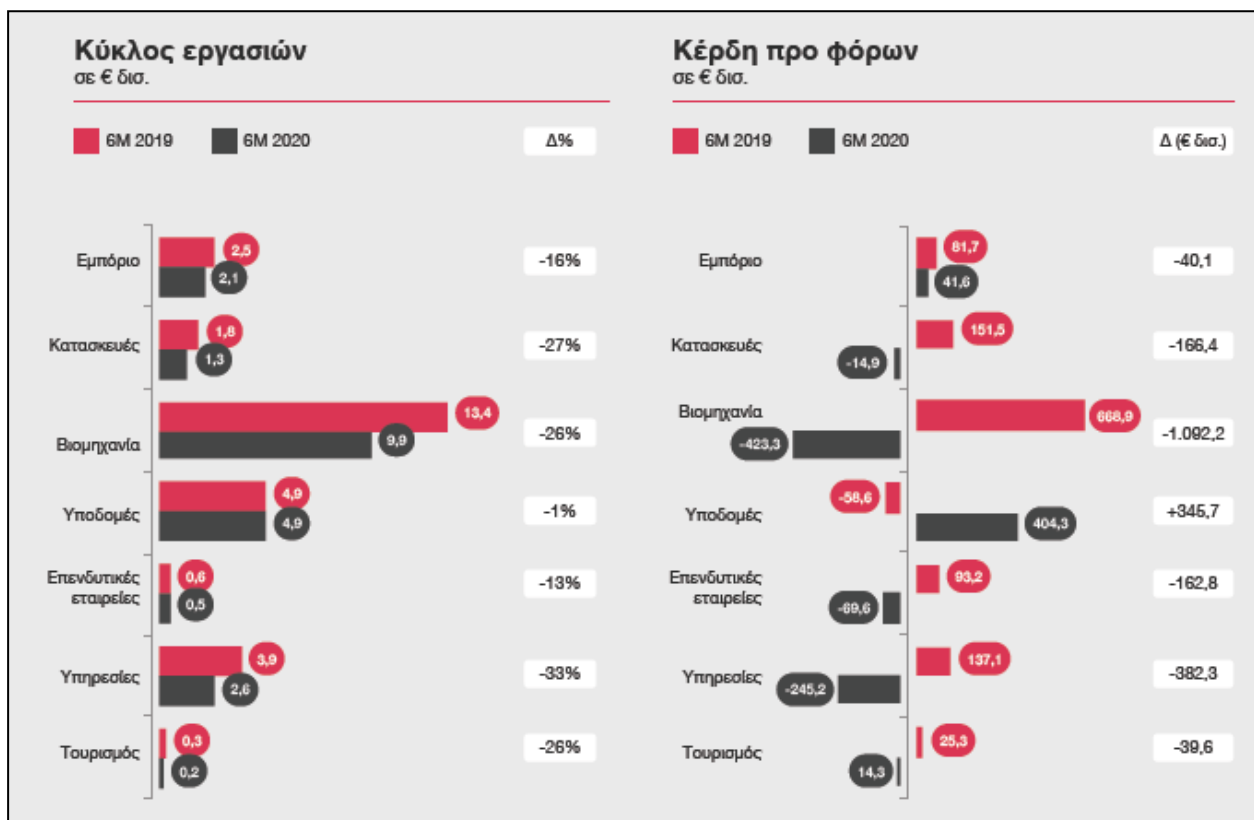 Κύκλος εργασιών
σε € δισ.
6M 2019 6M 2020 Δ%
Εμπόριο 2,5 2,1 -16%
Κατασκευές 1,8 1,3 -27%
Βιομηχανία 13,4 9,9 -26%
Υποδομές 4,9 4,9 -1%
Επενδυτικές
εταιρείες 0,6 0,5 -13%
Υπηρεσίες 3,9 2,6 -33%
Τουρισμός 0,3 0,2 -26%
Κέρδη προ φόρων
σε € δισ.
6M 2019 6M 2020 Δ (€ δισ.)
Εμπόριο 81,7 41,6 -40,1
Κατασκευές 151,5 -14,9 -166,4
Βιομηχανία 668,9 -423,3 -1.092,2
Υποδομές -58,6 404,3 +345,7
Επενδυτικές
εταιρείες 93,2 -69,6 -162,8
Υπηρεσίες 137,1 -245,2 -382,3
Τουρισμός 25,3 14,3 -39,6